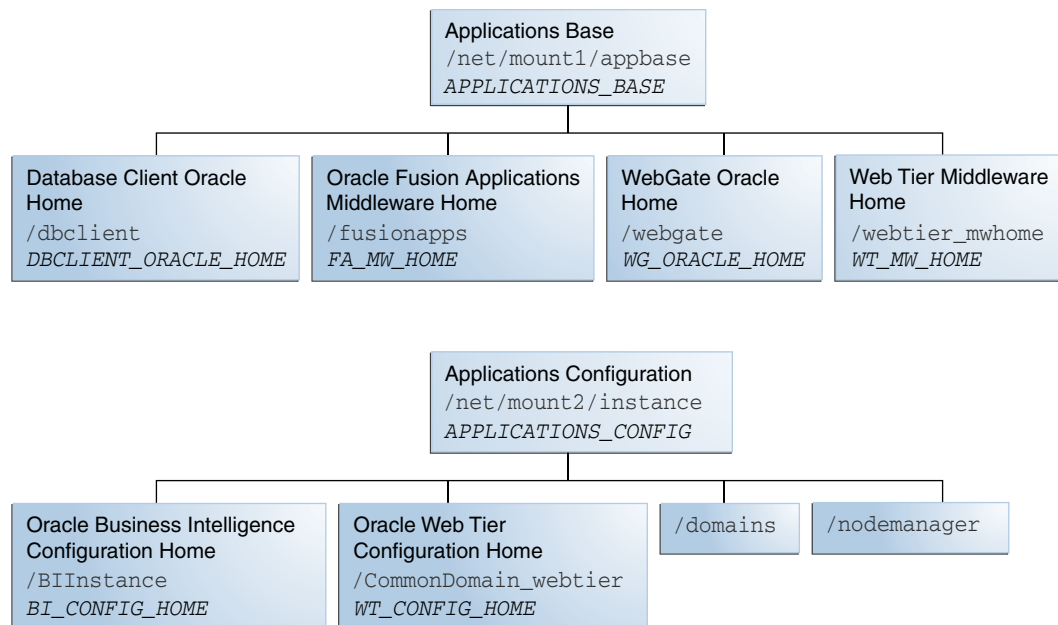 Applications Base
/net/mount1/appbase
APPLICATIONS_BASE
Database Client Oracle
Home
/dbclient
DBCLIENT_ORACLE_HOME
Oracle Fusion Applications
Middleware Home
/fusionapps
FA_MW_HOME
WebGate Oracle
Home
/webgate
WG_ORACLE_HOME
Web Tier Middleware
Home
/webtier_mwhome
WT_MW_HOME
Applications Configuration
/net/mount2/instance
APPLICATIONS_CONFIG
Oracle Business Intelligence
Configuration Home
/BIInstance
BI_CONFIG_HOME
Oracle Web Tier
Configuration Home
/CommonDomain_webtier
WT_CONFIG_HOME
/domains
/nodemanager